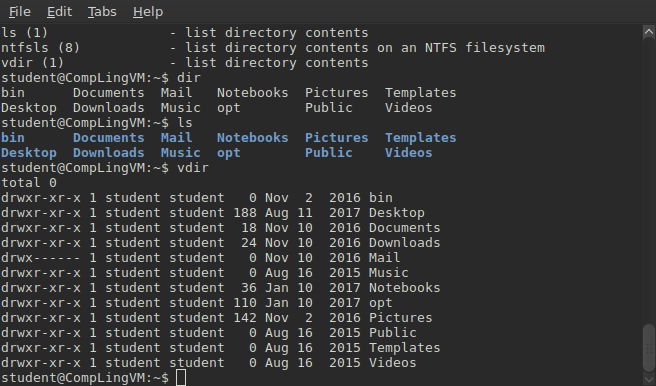 File Edit Tabs Help
ls (1)               - list directory contents
ntfsls (8)           - list directory contents on an NTFS filesystem
vdir (1)             - list directory contents
student@CompLingVM:~$ dir
bin      Documents  Mail   Notebooks  Pictures  Templates
Desktop  Downloads  Music  opt        Public    Videos
student@CompLingVM:~$ ls
bin      Documents  Mail   Notebooks  Pictures  Templates
Desktop  Downloads  Music  opt        Public    Videos
student@CompLingVM:~$ vdir
total 0
drwxr-xr-x 1 student student   0 Nov  2  2016 bin
drwxr-xr-x 1 student student 188 Aug 11  2017 Desktop
drwxr-xr-x 1 student student  18 Nov 10  2016 Documents
drwxr-xr-x 1 student student  24 Nov 10  2016 Downloads
drwx------ 1 student student   0 Nov 10  2016 Mail
drwxr-xr-x 1 student student   0 Aug 16  2015 Music
drwxr-xr-x 1 student student  36 Jan 10  2017 Notebooks
drwxr-xr-x 1 student student 110 Jan 10  2017 opt
drwxr-xr-x 1 student student 142 Nov  2  2016 Pictures
drwxr-xr-x 1 student student   0 Aug 16  2015 Public
drwxr-xr-x 1 student student   0 Aug 16  2015 Templates
drwxr-xr-x 1 student student   0 Aug 16  2015 Videos
student@CompLingVM:~$